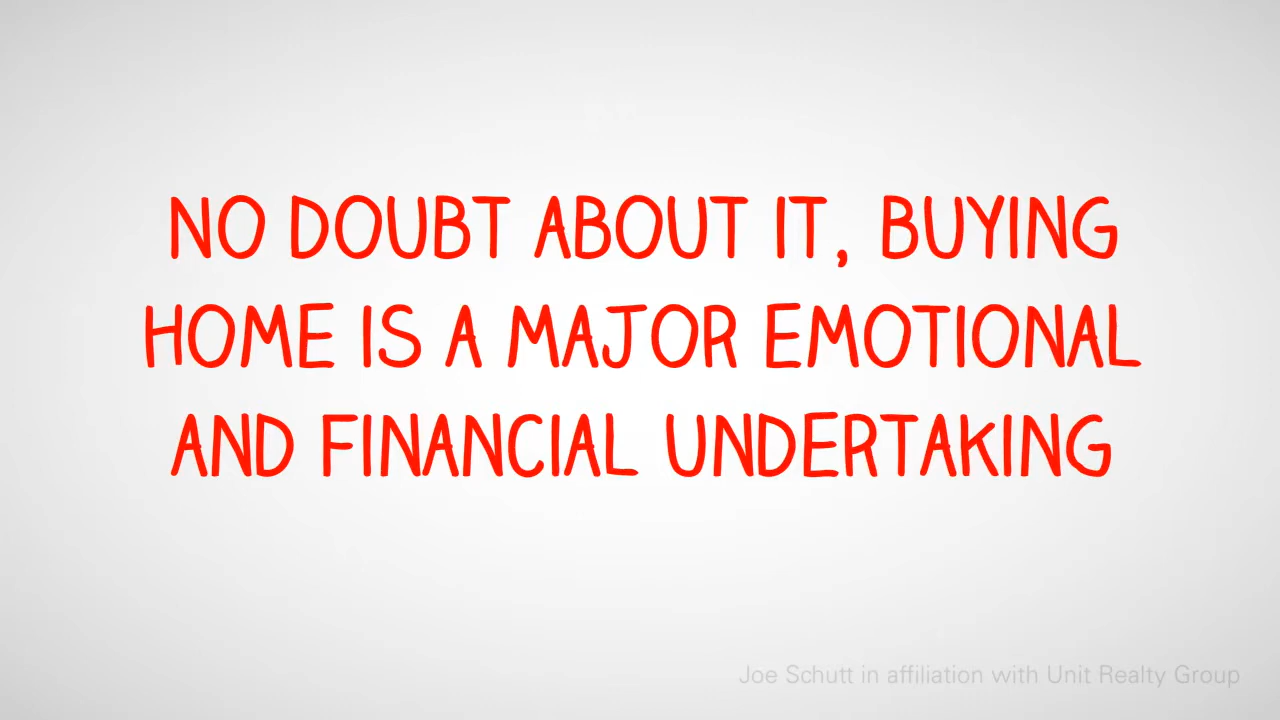 NO DOUBT ABOUT IT, BUYING
HOME IS A MAJOR EMOTIONAL
AND FINANCIAL UNDERTAKING
Joe Schutt in affiliation with Unit Realty Group